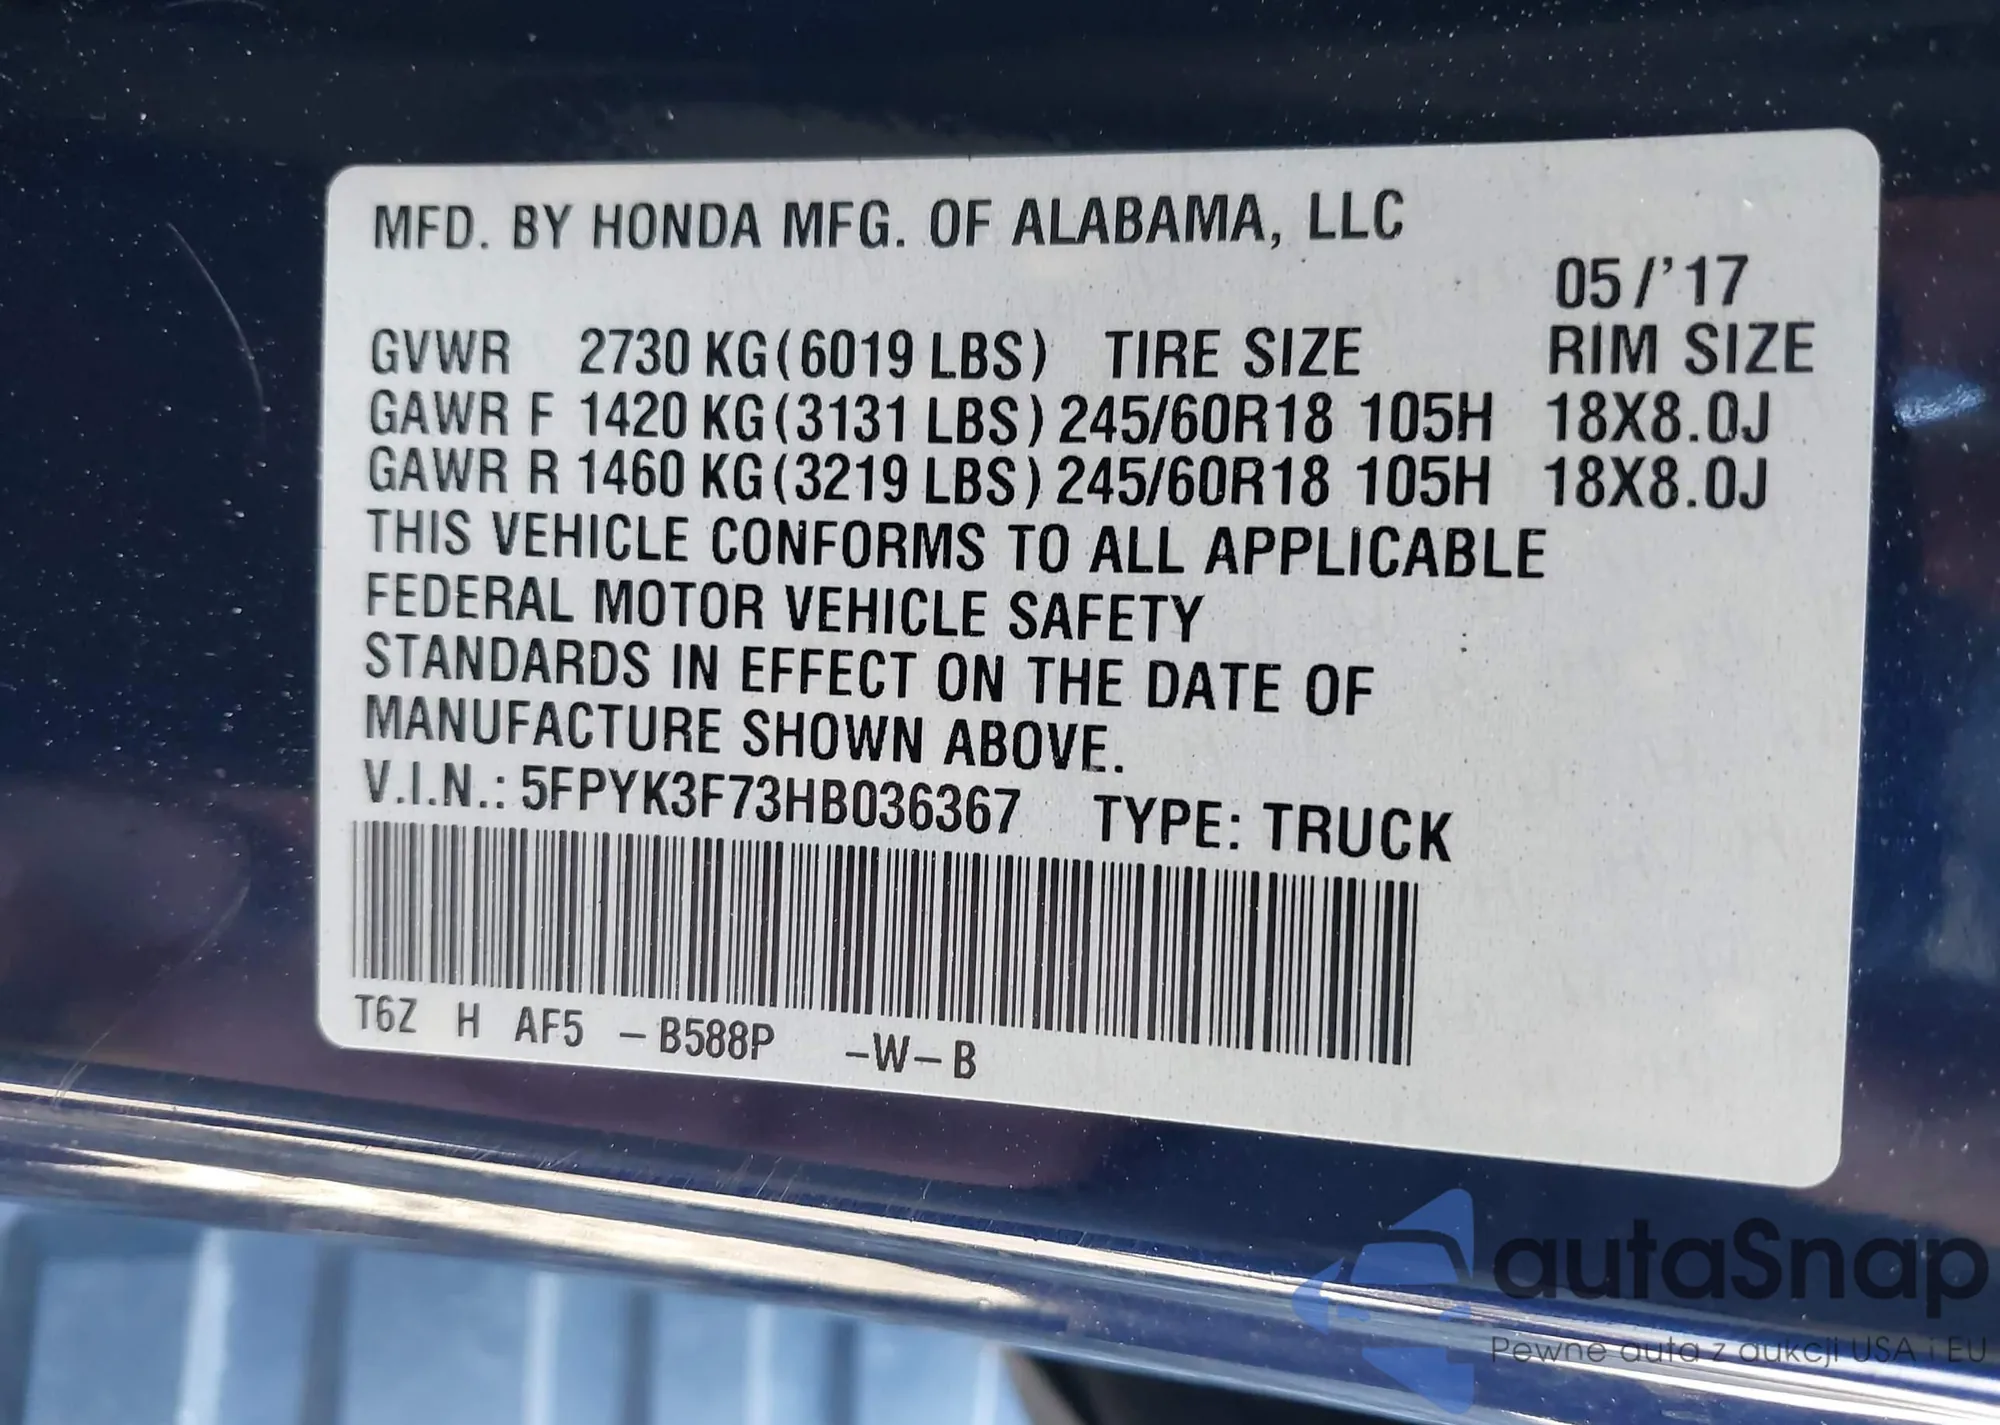 MFD. BY HONDA MFG. OF ALABAMA, LLC
05/'17
GVWR 2730 KG(6019 LBS) TIRE SIZE RIM SIZE
GAWR F 1420 KG(3131 LBS) 245/60R18 105H 18X8.0J
GAWR R 1460 KG(3219 LBS) 245/60R18 105H 18X8.0J
THIS VEHICLE CONFORMS TO ALL APPLICABLE
FEDERAL MOTOR VEHICLE SAFETY
STANDARDS IN EFFECT ON THE DATE OF
MANUFACTURE SHOWN ABOVE.
V.I.N.: 5FPYK3F73HB036367 TYPE: TRUCK
T6Z H AF5 -B588P -W-B
autaSnap
Pewne auta z aukcji USA i EU